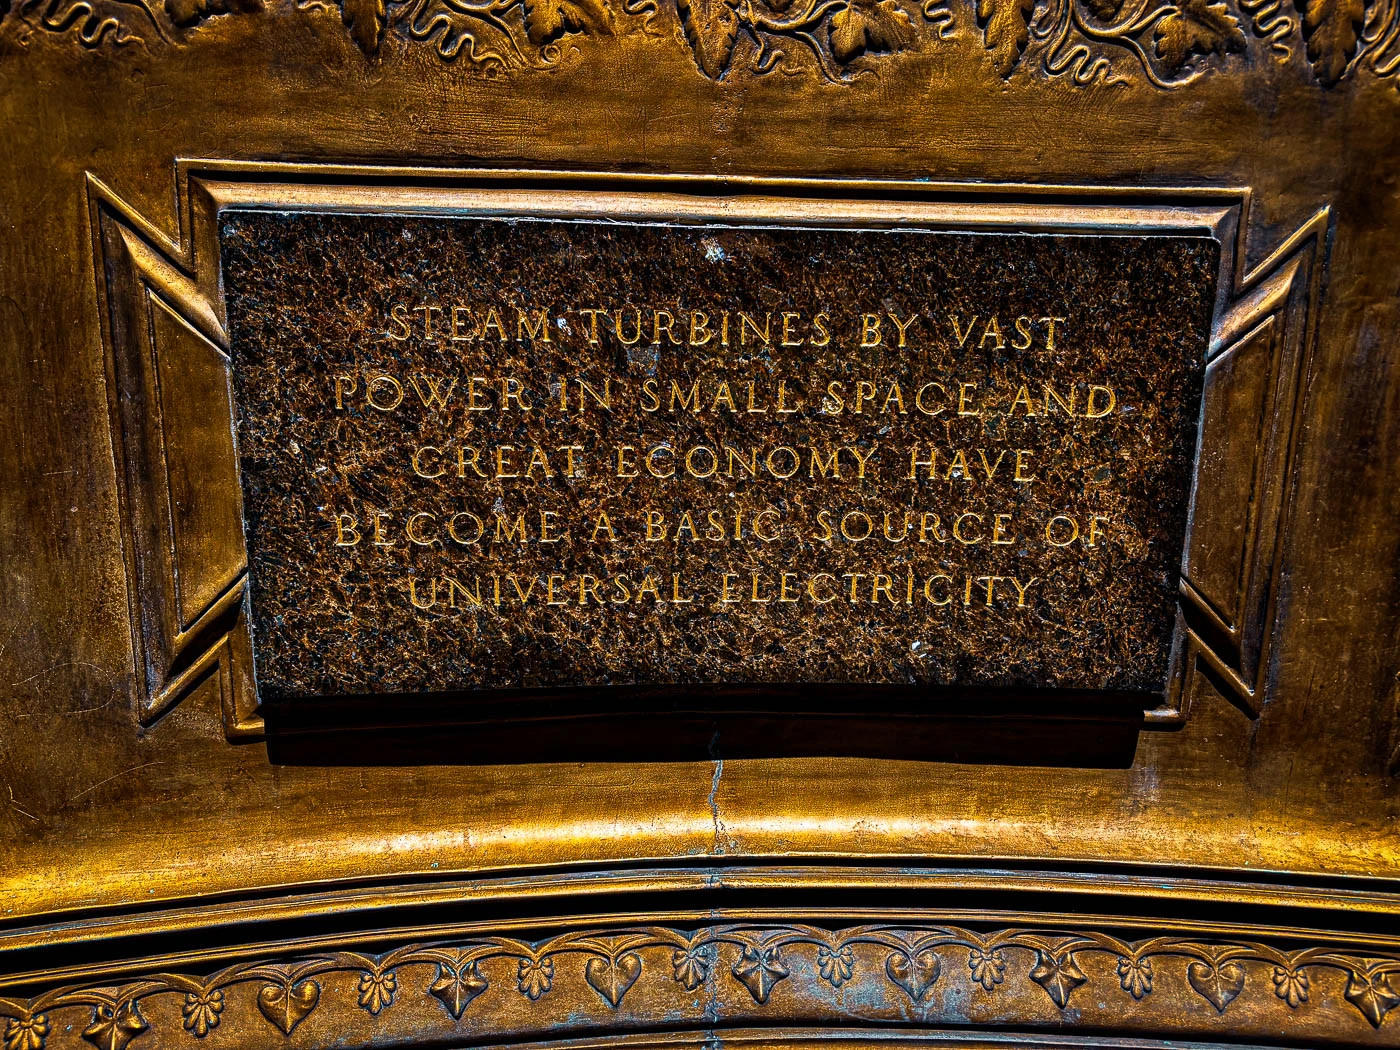 STEAM TURBINES BY VAST
POWER IN SMALL SPACE AND
GREAT ECONOMY HAVE
BECOME A BASIC SOURCE OF
UNIVERSAL ELECTRICITY